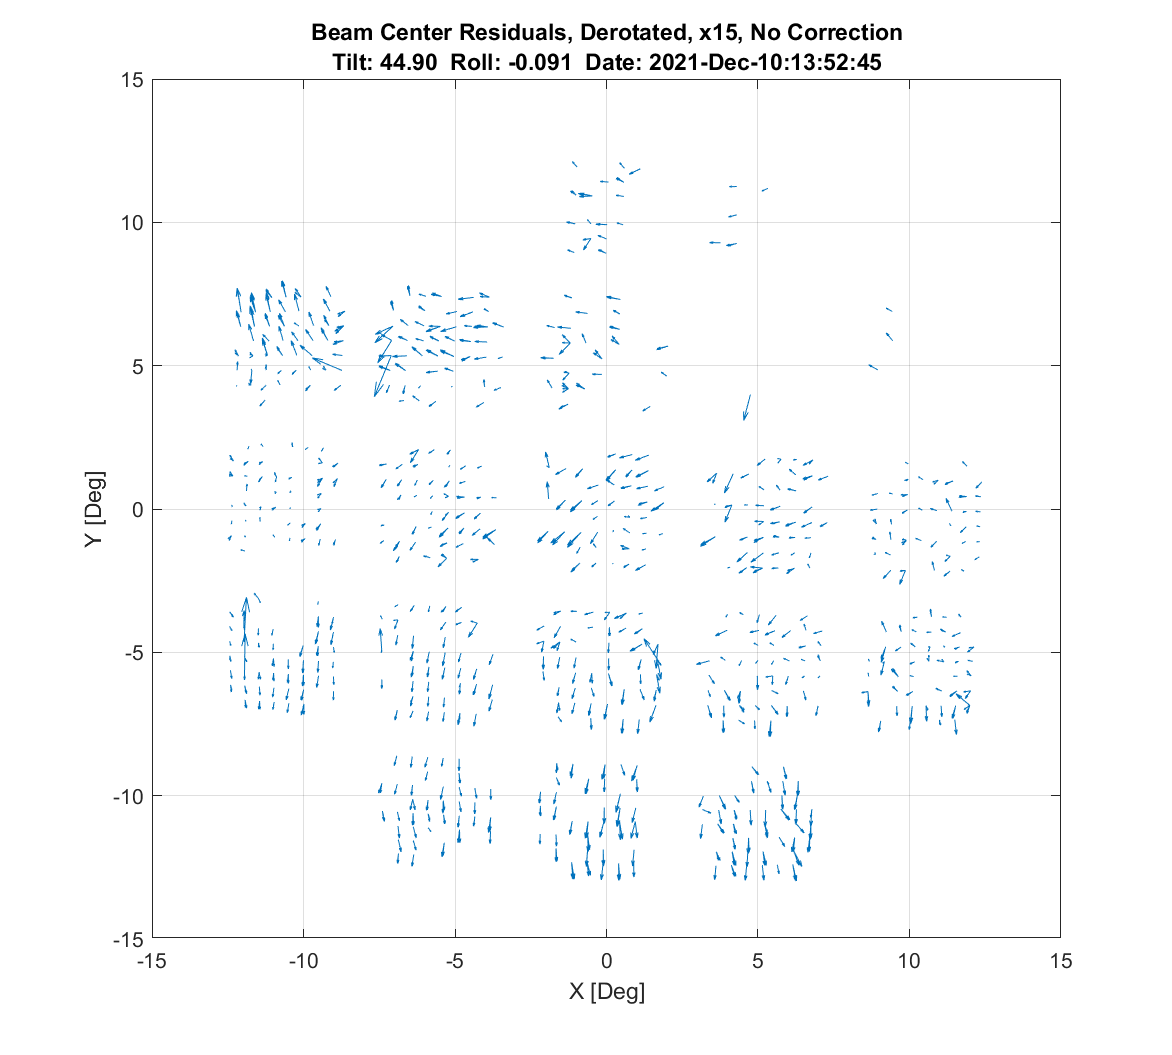 Beam Center Residuals, Derotated, x15, No Correction
Tilt: 44.90 Roll: -0.091 Date: 2021-Dec-10:13:52:45
15
10
5
0
-5
-10
-15
Y [Deg]
-15 -10 -5 0 5 10 15
X [Deg]